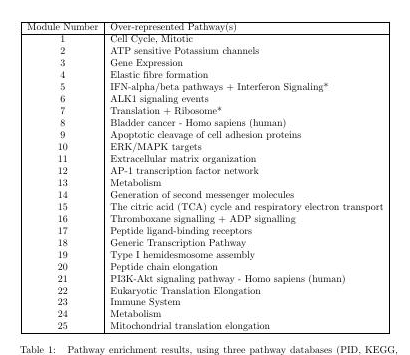 Module Number Over-represented Pathway(s)
1 Cell Cycle, Mitotic
2 ATP sensitive Potassium channels
3 Gene Expression
4 Elastic fibre formation
5 IFN-alpha/beta pathways + Interferon Signaling*
6 ALK1 signaling events
7 Translation + Ribosome*
8 Bladder cancer - Homo sapiens (human)
9 Apoptotic cleavage of cell adhesion proteins
10 ERK/MAPK targets
11 Extracellular matrix organization
12 AP-1 transcription factor network
13 Metabolism
14 Generation of second messenger molecules
15 The citric acid (TCA) cycle and respiratory electron transport
16 Thromboxane signalling + ADP signalling
17 Peptide ligand-binding receptors
18 Generic Transcription Pathway
19 Type I hemidesmosome assembly
20 Peptide chain elongation
21 PI3K-Akt signaling pathway - Homo sapiens (human)
22 Eukaryotic Translation Elongation
23 Immune System
24 Metabolism
25 Mitochondrial translation elongation
Table 1: Pathway enrichment results, using three pathway databases (PID, KEGG,